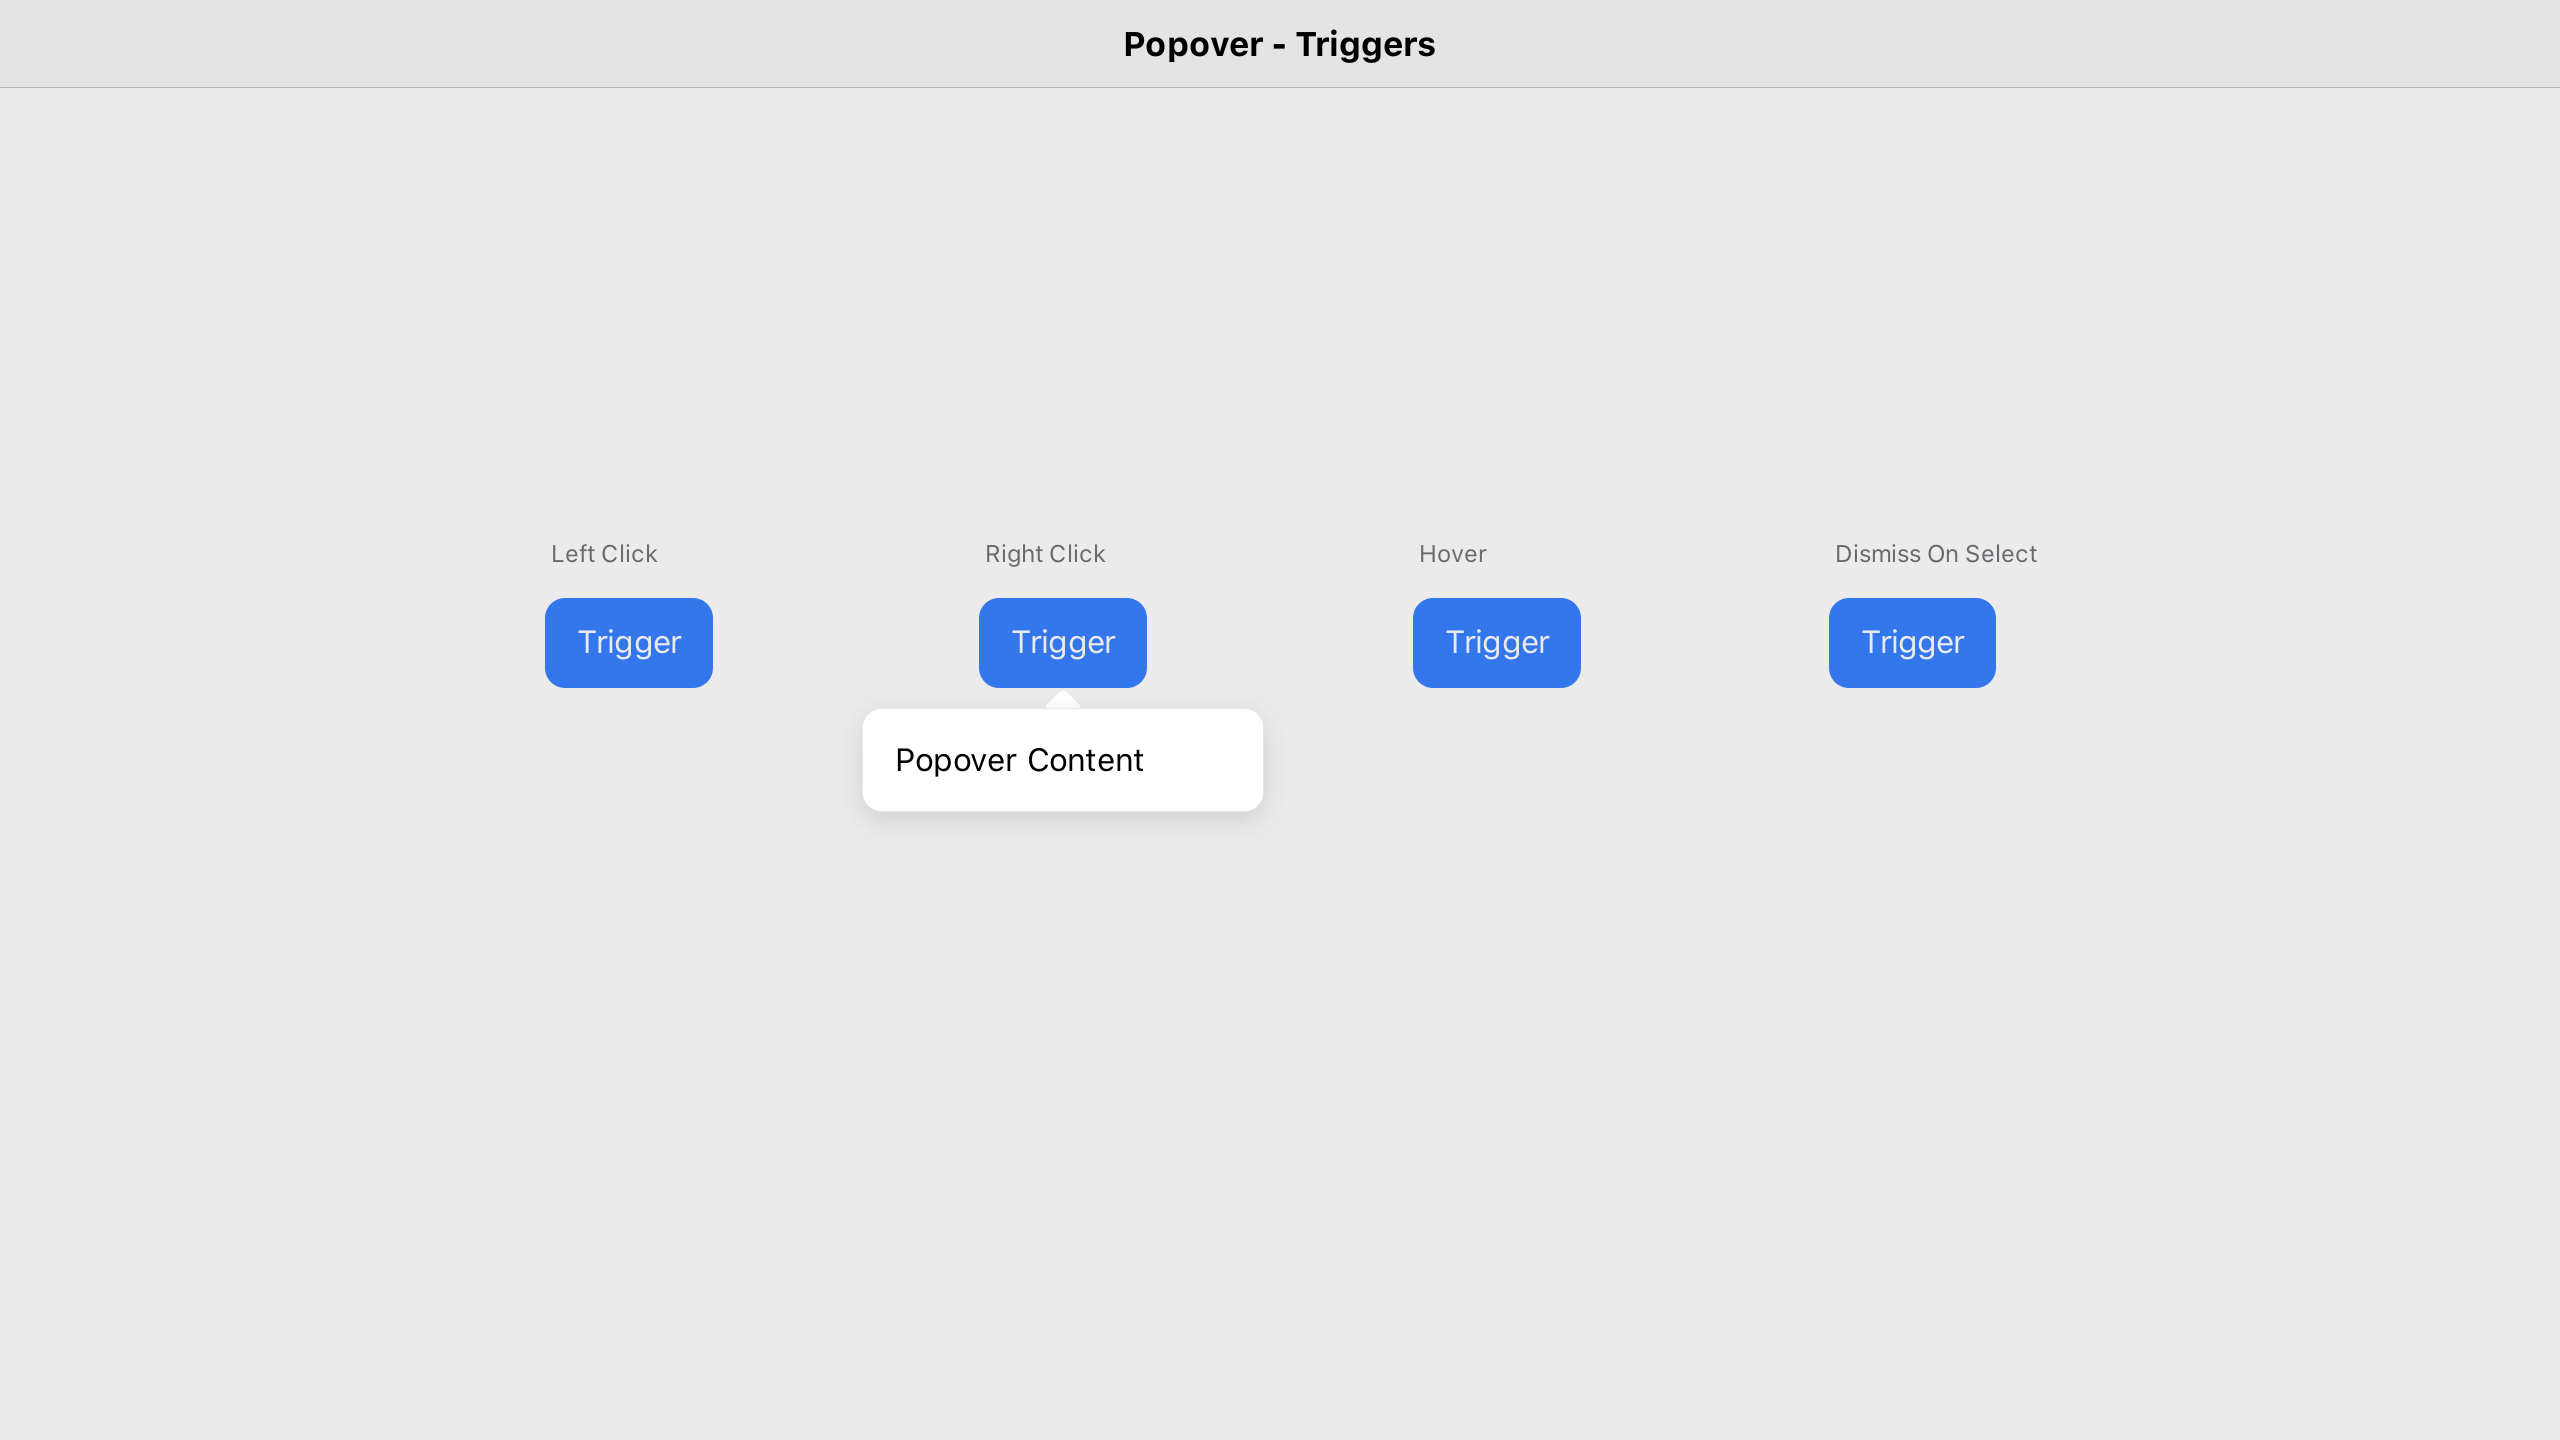 Popover - Triggers
Left Click
Right Click
Hover
Dismiss On Select
Trigger
Trigger
Trigger
Trigger
Popover Content